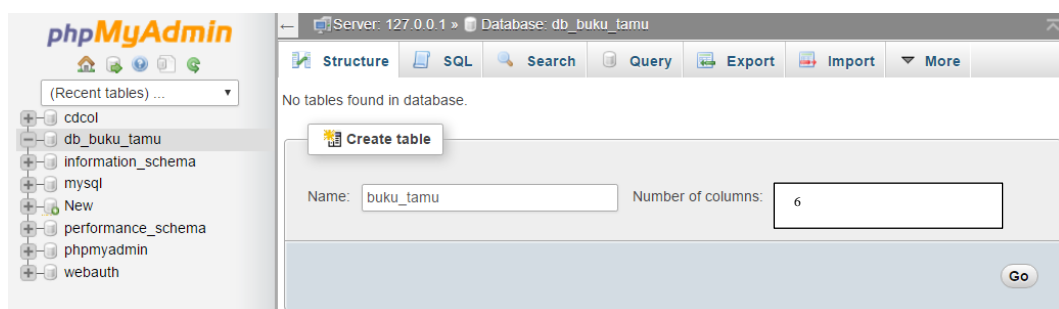 phpMyAdmin
(Recent tables) ...
cdcol
db_buku_tamu
information_schema
mysql
New
performance_schema
phpmyadmin
webauth
Server: 127.0.0.1 » Database: db_buku_tamu
Structure SQL Search Query Export Import More
No tables found in database.
Create table
Name: buku_tamu Number of columns: 6
Go